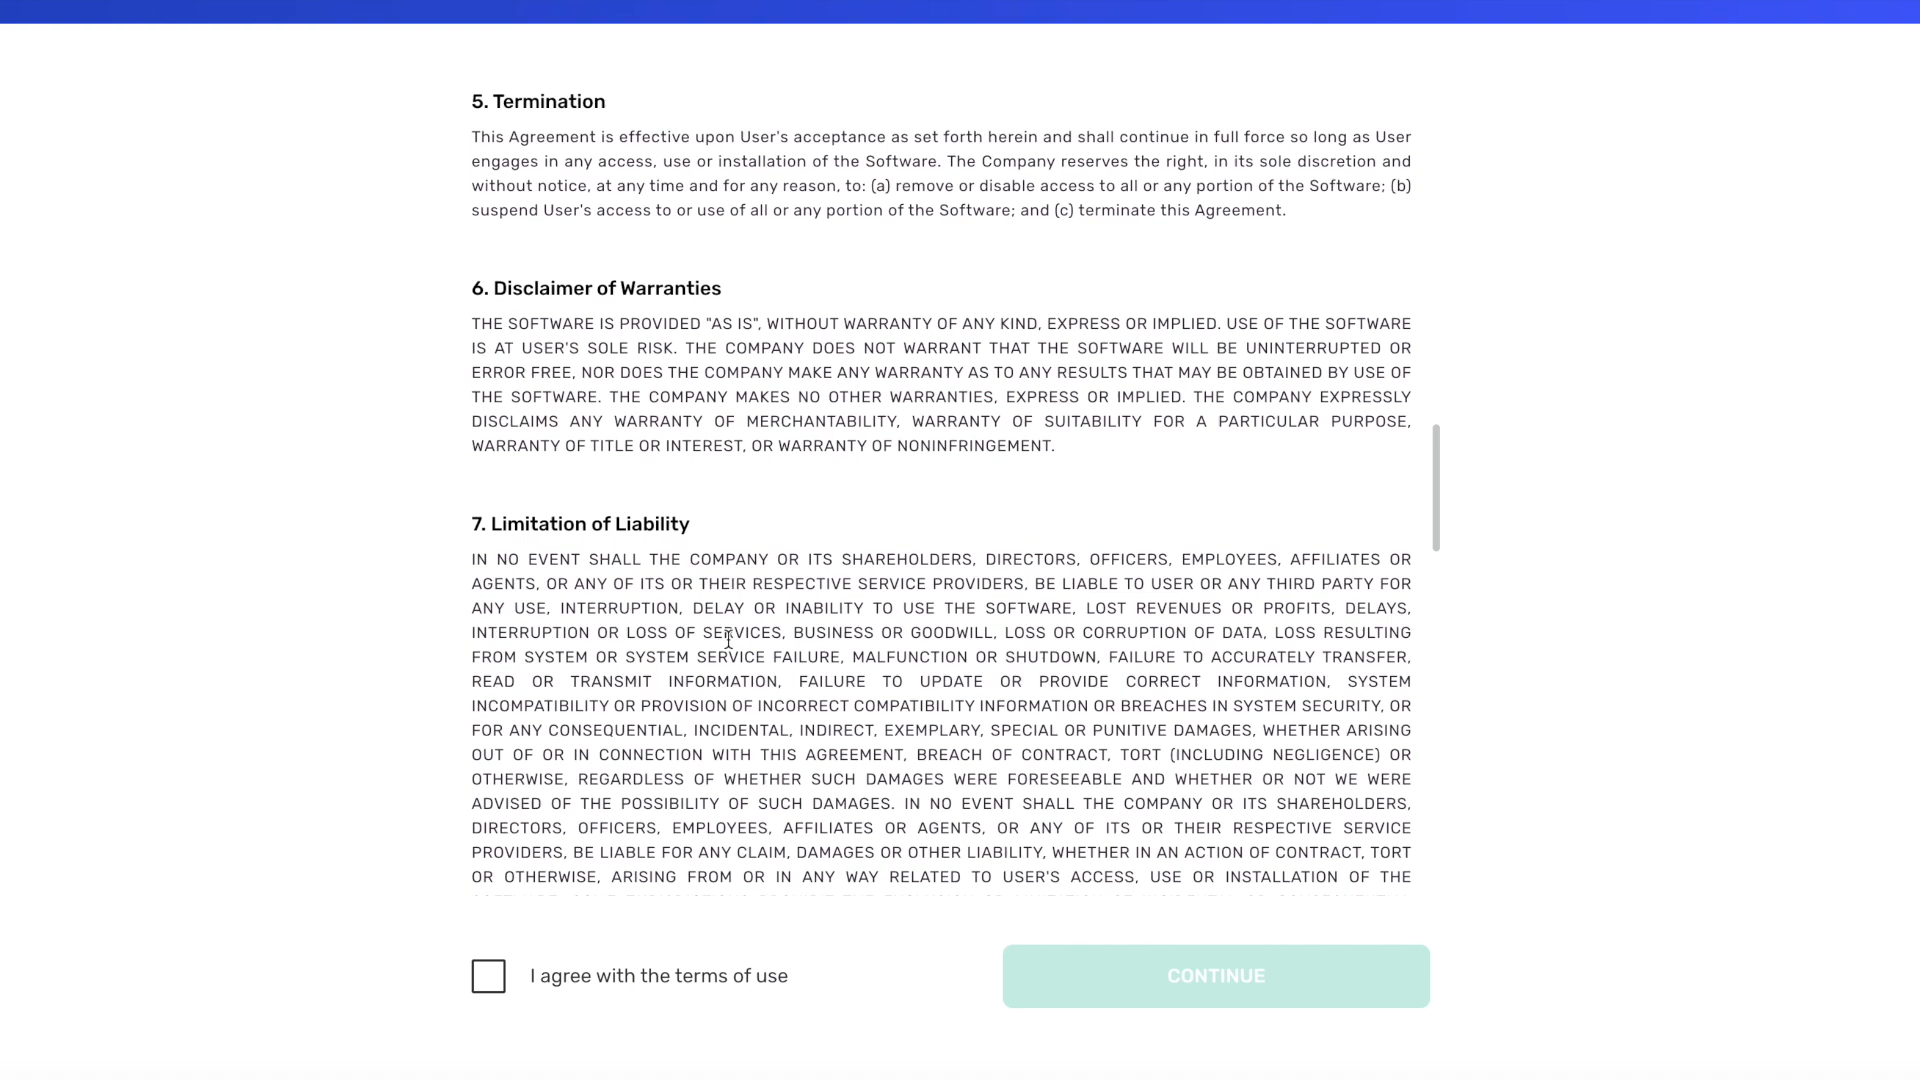 5. Termination
This Agreement is effective upon User's acceptance as set forth herein and shall continue in full force so long as User
engages in any access, use or installation of the Software. The Company reserves the right, in its sole discretion and
without notice, at any time and for any reason, to: (a) remove or disable access to all or any portion of the Software; (b)
suspend User's access to or use of all or any portion of the Software; and (c) terminate this Agreement.
6. Disclaimer of Warranties
THE SOFTWARE IS PROVIDED "AS IS", WITHOUT WARRANTY OF ANY KIND, EXPRESS OR IMPLIED. USE OF THE SOFTWARE
IS AT USER'S SOLE RISK. THE COMPANY DOES NOT WARRANT THAT THE SOFTWARE WILL BE UNINTERRUPTED OR
ERROR FREE, NOR DOES THE COMPANY MAKE ANY WARRANTY AS TO ANY RESULTS THAT MAY BE OBTAINED BY USE OF
THE SOFTWARE. THE COMPANY MAKES NO OTHER WARRANTIES, EXPRESS OR IMPLIED. THE COMPANY EXPRESSLY
DISCLAIMS ANY WARRANTY OF MERCHANTABILITY, WARRANTY OF SUITABILITY FOR A PARTICULAR PURPOSE,
WARRANTY OF TITLE OR INTEREST, OR WARRANTY OF NONINFRINGEMENT.
7. Limitation of Liability
IN NO EVENT SHALL THE COMPANY OR ITS SHAREHOLDERS, DIRECTORS, OFFICERS, EMPLOYEES, AFFILIATES OR
AGENTS, OR ANY OF ITS OR THEIR RESPECTIVE SERVICE PROVIDERS, BE LIABLE TO USER OR ANY THIRD PARTY FOR
ANY USE, INTERRUPTION, DELAY OR INABILITY TO USE THE SOFTWARE, LOST REVENUES OR PROFITS, DELAYS,
INTERRUPTION OR LOSS OF SERVICES, BUSINESS OR GOODWILL, LOSS OR CORRUPTION OF DATA, LOSS RESULTING
FROM SYSTEM OR SYSTEM SERVICE FAILURE, MALFUNCTION OR SHUTDOWN, FAILURE TO ACCURATELY TRANSFER,
READ OR TRANSMIT INFORMATION, FAILURE TO UPDATE OR PROVIDE CORRECT INFORMATION, SYSTEM
INCOMPATIBILITY OR PROVISION OF INCORRECT COMPATIBILITY INFORMATION OR BREACHES IN SYSTEM SECURITY, OR
FOR ANY CONSEQUENTIAL, INCIDENTAL, INDIRECT, EXEMPLARY, SPECIAL OR PUNITIVE DAMAGES, WHETHER ARISING
OUT OF OR IN CONNECTION WITH THIS AGREEMENT, BREACH OF CONTRACT, TORT (INCLUDING NEGLIGENCE) OR
OTHERWISE, REGARDLESS OF WHETHER SUCH DAMAGES WERE FORESEEABLE AND WHETHER OR NOT WE WERE
ADVISED OF THE POSSIBILITY OF SUCH DAMAGES. IN NO EVENT SHALL THE COMPANY OR ITS SHAREHOLDERS,
DIRECTORS, OFFICERS, EMPLOYEES, AFFILIATES OR AGENTS, OR ANY OF ITS OR THEIR RESPECTIVE SERVICE
PROVIDERS, BE LIABLE FOR ANY CLAIM, DAMAGES OR OTHER LIABILITY, WHETHER IN AN ACTION OF CONTRACT, TORT
OR OTHERWISE, ARISING FROM OR IN ANY WAY RELATED TO USER'S ACCESS, USE OR INSTALLATION OF THE
I agree with the terms of use
CONTINUE